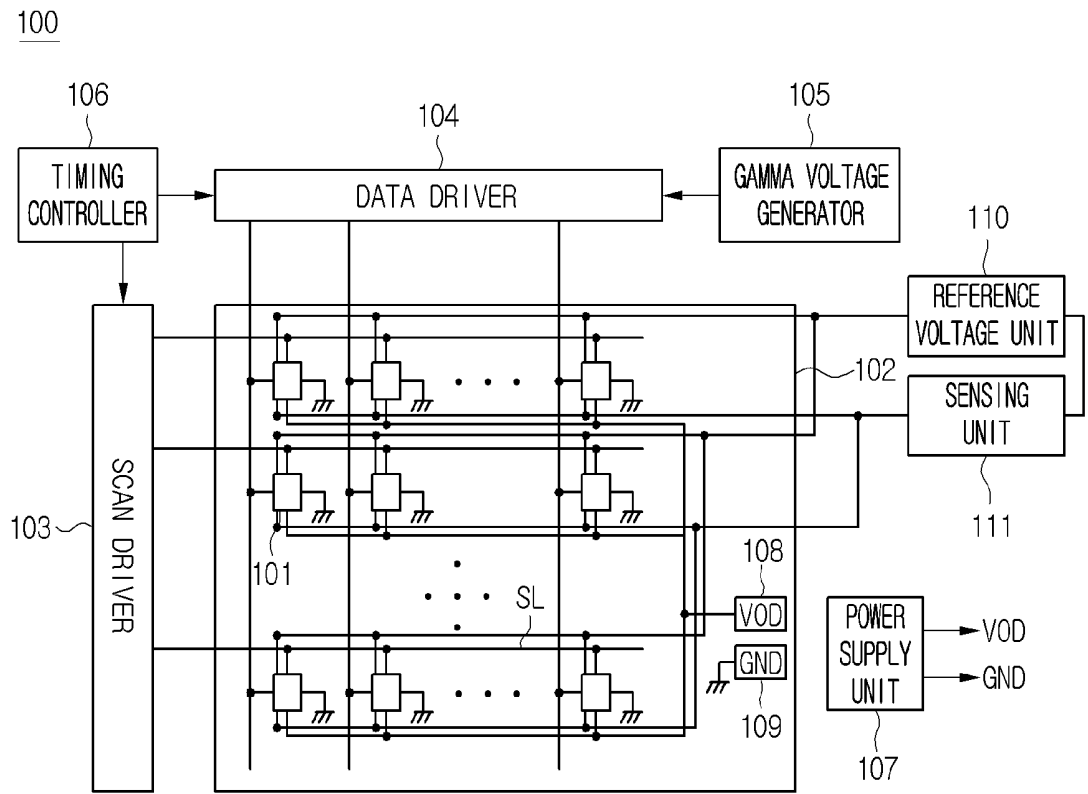 100
106
104
105
TIMING
CONTROLLER
DATA DRIVER
GAMMA VOLTAGE
GENERATOR
110
REFERENCE
VOLTAGE UNIT
102
SENSING
UNIT
111
SCAN DRIVER
103
101
SL
108
VOD
GND
109
POWER
SUPPLY
UNIT
VOD
GND
107